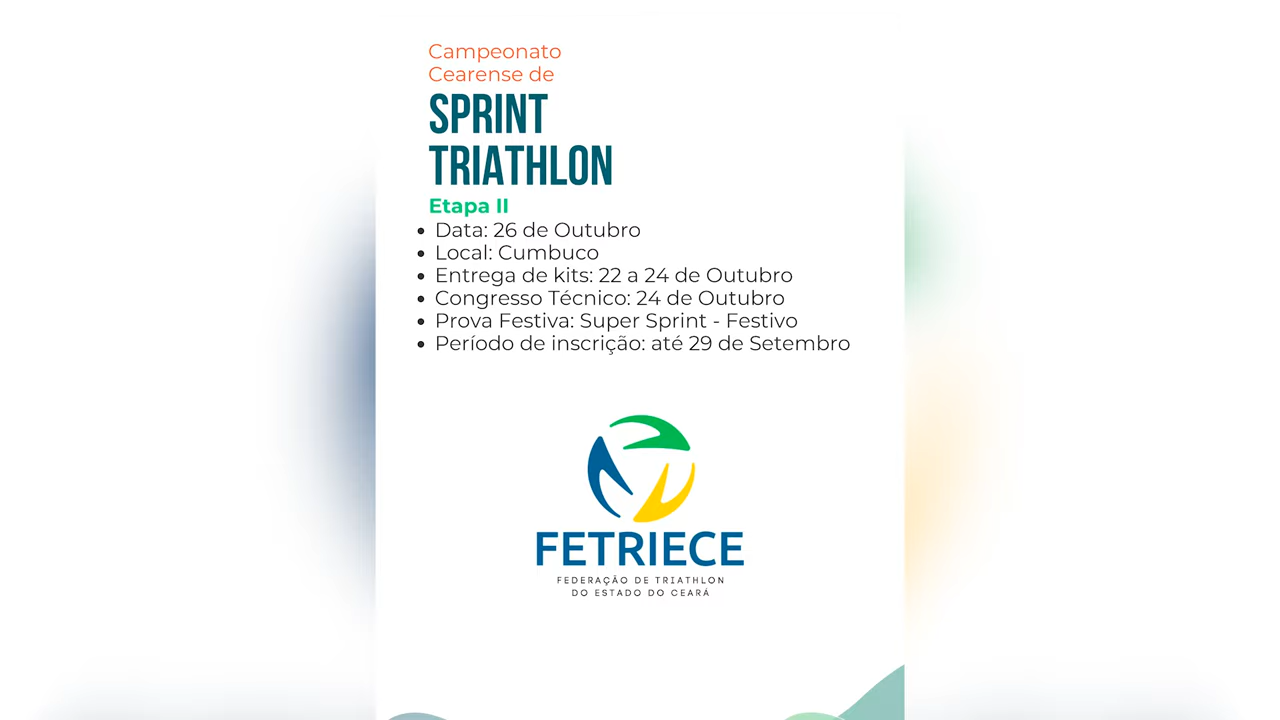 Campeonato
Cearense de
SPRINT
TRIATHLON
Etapa II
• Data: 26 de Outubro
• Local: Cumbuco
• Entrega de kits: 22 a 24 de Outubro
• Congresso Técnico: 24 de Outubro
• Prova Festiva: Super Sprint - Festivo
• Período de inscrição: até 29 de Setembro
FETRIECE
FEDERAÇÃO DE TRIATHLON
DO ESTADO DO CEARÁ